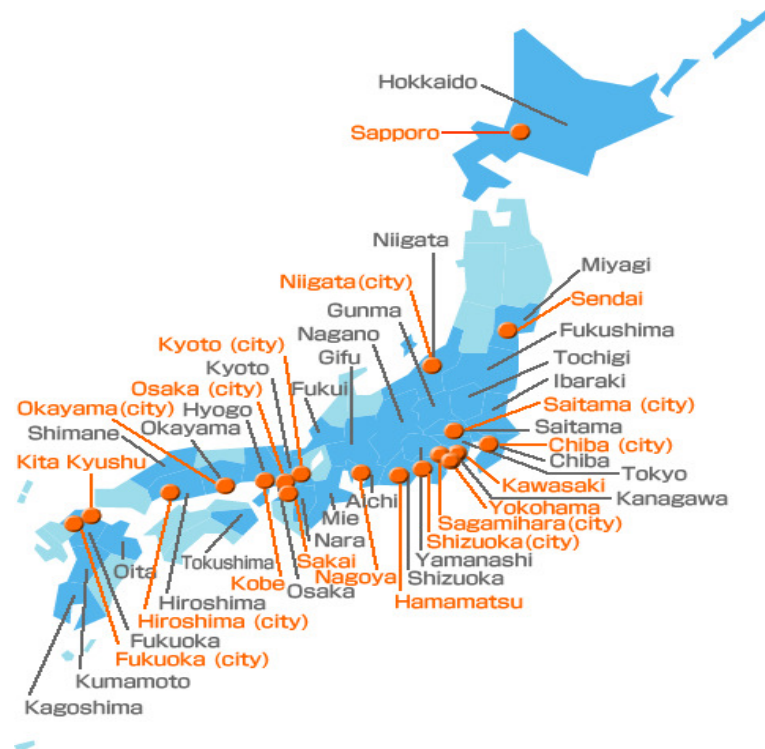 Hokkaido
Sapporo
Niigata
Miyagi
Niigata(city)
Sendai
Gunma
Fukushima
Nagano
Kyoto (city)
Gifu
Tochigi
Kyoto
Ibaraki
Osaka (city)
Fukui
Saitama (city)
Okayama(city)
Hyogo
Saitama
Shimane
Okayama
Chiba (city)
Chiba
Kita Kyushu
Tokyo
Kawasaki
Kanagawa
Aichi
Yokohama
Mie
Sagamihara(city)
Nara
Shizuoka(city)
Oita
Tokushima
Sakai
Yamanashi
Kobe
Nagoya
Shizuoka
Osaka
Hiroshima
Hamamatsu
Hiroshima (city)
Fukuoka
Fukuoka (city)
Kumamoto
Kagoshima